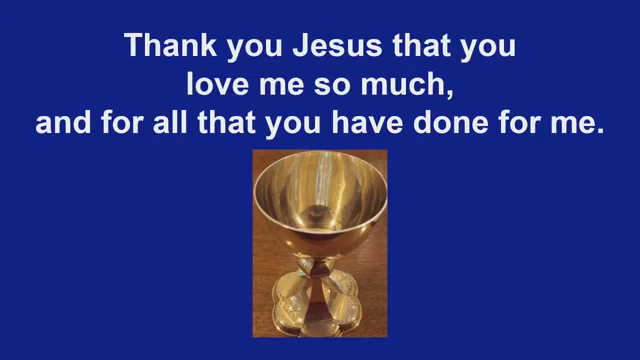 Thank you Jesus that you
love me so much,
and for all that you have done for me.